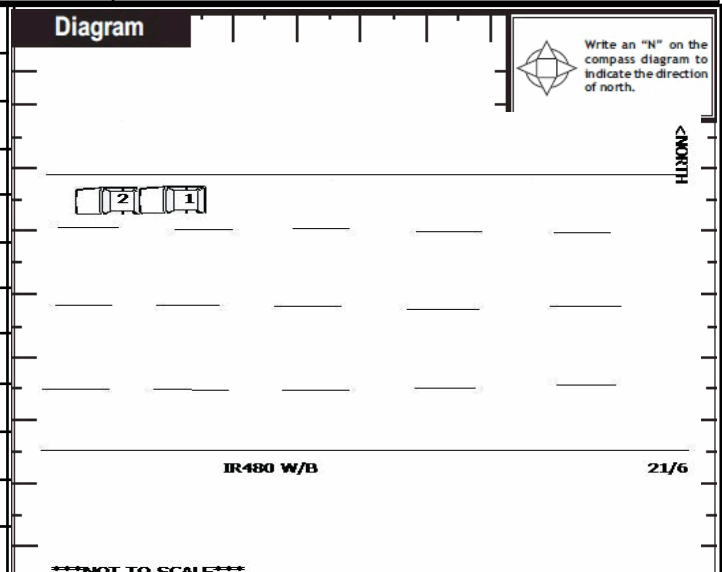 Diagram
Write an “N” on the
compass diagram to
indicate the direction
of north.
<NORTH
2 1
IR480 W/B
21/6
***NOT TO SCALE***